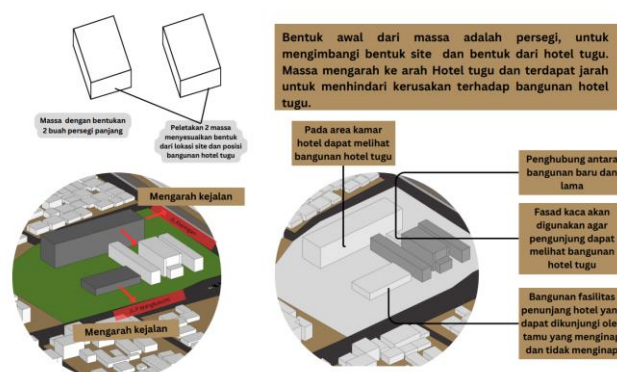 Bentuk awal dari massa adalah persegi, untuk
mengimbangi bentuk site dan bentuk dari hotel tugu.
Massa mengarah ke arah Hotel tugu dan terdapat jarah
untuk menhindari kerusakan terhadap bangunan hotel
tugu.
Massa dengan bentukan
2 buah persegi panjang
Peletakan 2 massa
menyesuaikan bentuk
dari lokasi site dan posisi
bangunan hotel tugu
Mengarah kejalan
Mengarah kejalan
Pada area kamar
hotel dapat melihat
bangunan hotel tugu
Penghubung antara
bangunan baru dan
lama
Fasad kaca akan
digunakan agar
pengunjung dapat
melihat bangunan
hotel tugu
Bangunan fasilitas
penunjang hotel yan
dapat dikunjungi ole
tamu yang menginap
dan tidak menginap